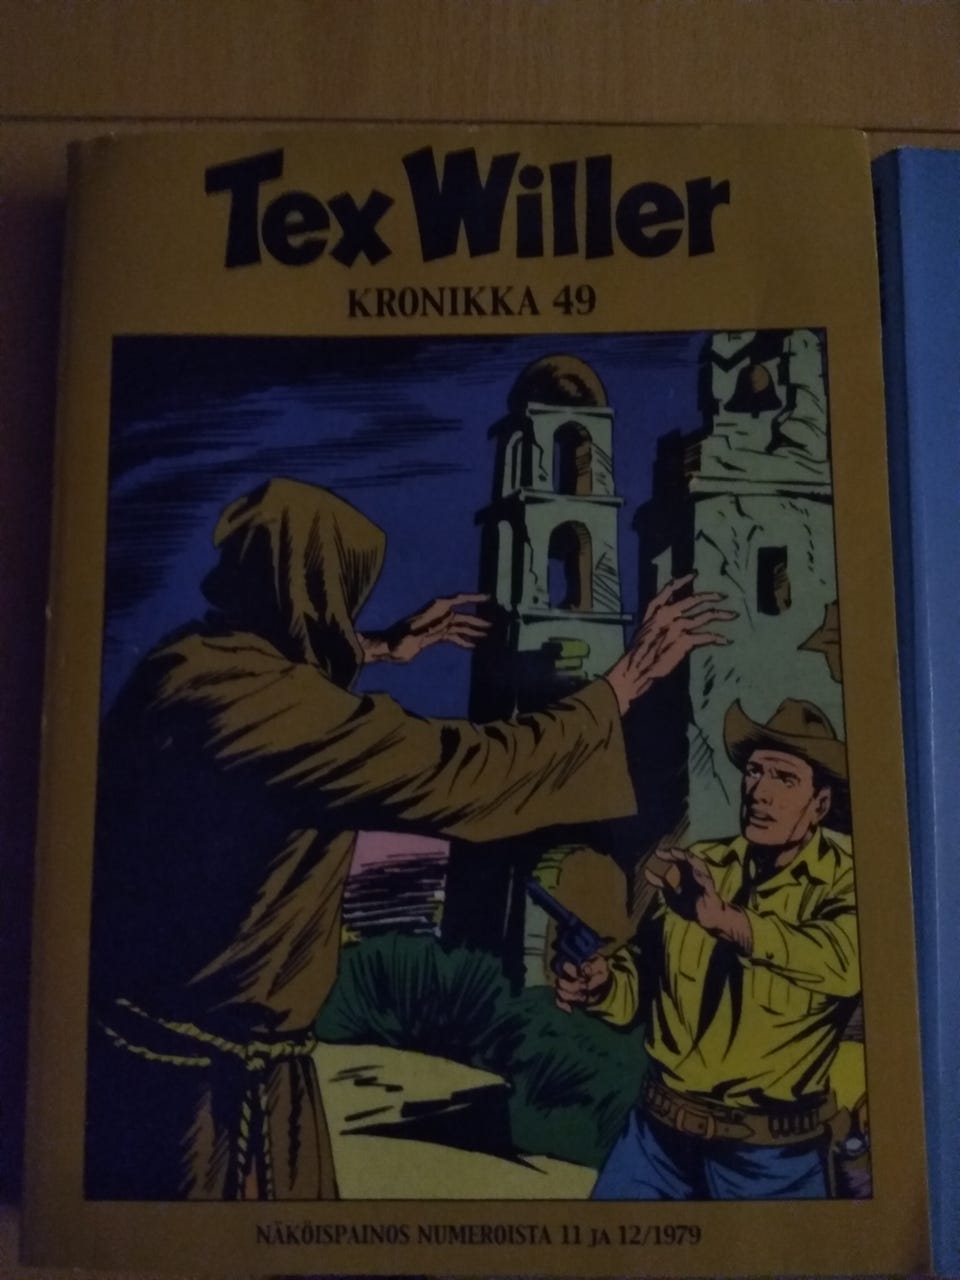 Tex Willer
KRONIKKA 49
NÄKÖISPAINOS NUMEROISTA 11 JA 12/1979